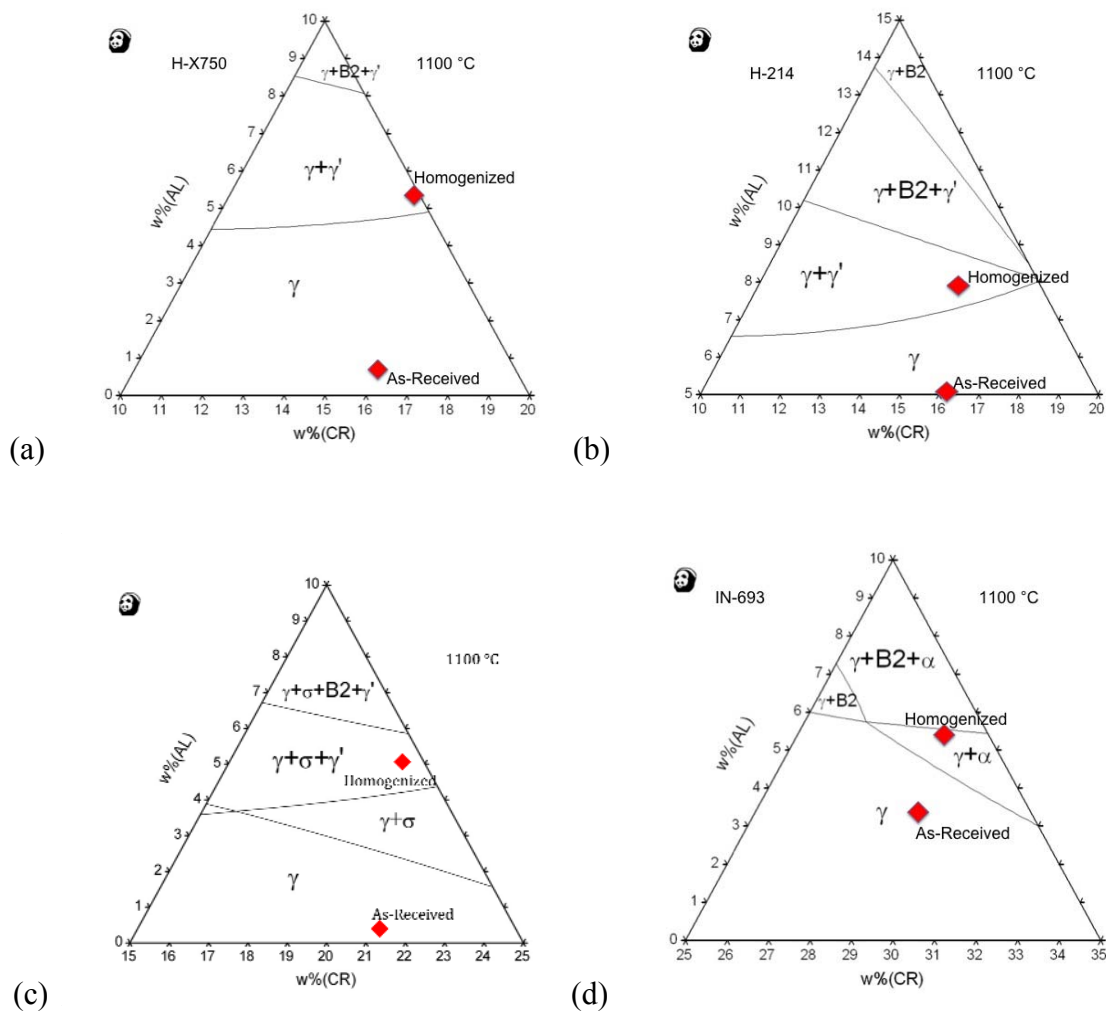 H-X750
1100 °C
10
9
8
7
6
5
4
3
2
1
0
w%(AL)
γ+B2+γ'
γ+γ'
Homogenized
γ
As-Received
10 11 12 13 14 15 16 17 18 19 20
w%(CR)
(a)
H-214
1100 °C
15
14
13
12
11
10
9
8
7
6
5
w%(AL)
γ+B2
γ+B2+γ'
γ+γ'
Homogenized
γ
As-Received
10 11 12 13 14 15 16 17 18 19 20
w%(CR)
(b)
1100 °C
10
9
8
7
6
5
4
3
2
1
0
w%(AL)
γ+σ+B2+γ'
γ+σ+γ'
Homogenized
γ+σ
γ
As-Received
15 16 17 18 19 20 21 22 23 24 25
w%(CR)
(c)
IN-693
1100 °C
10
9
8
7
6
5
4
3
2
1
0
w%(AL)
γ+B2+α
γ+B2
Homogenized
γ+α
γ
As-Received
25 26 27 28 29 30 31 32 33 34 35
w%(CR)
(d)